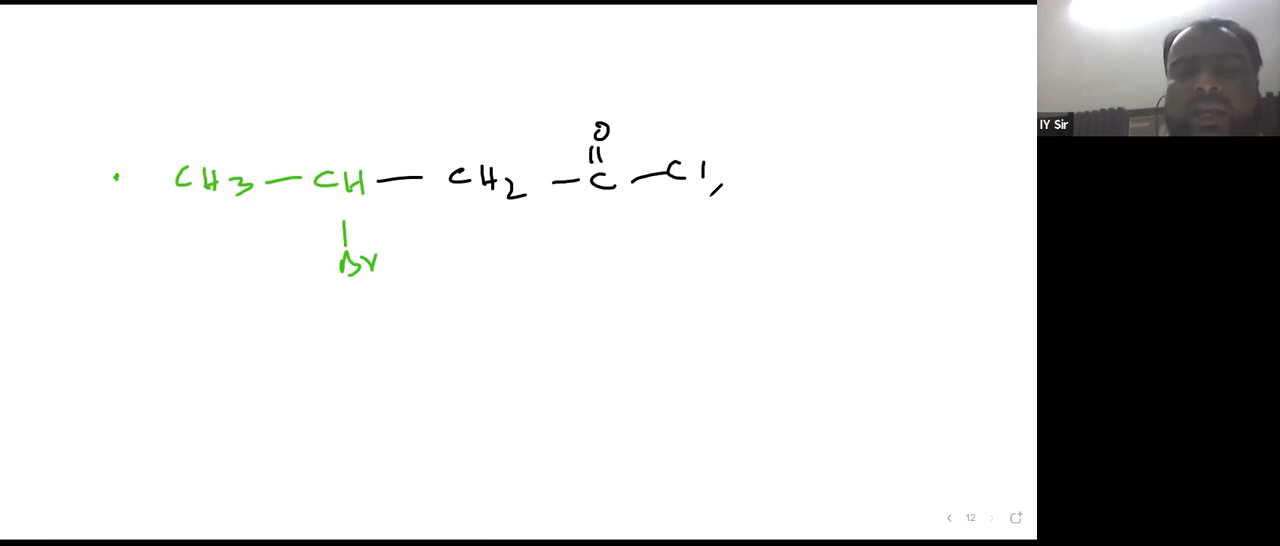 O
||
. CH3 — CH — CH2 — C — Cl,
|
Br
IY Sir
< 12 >